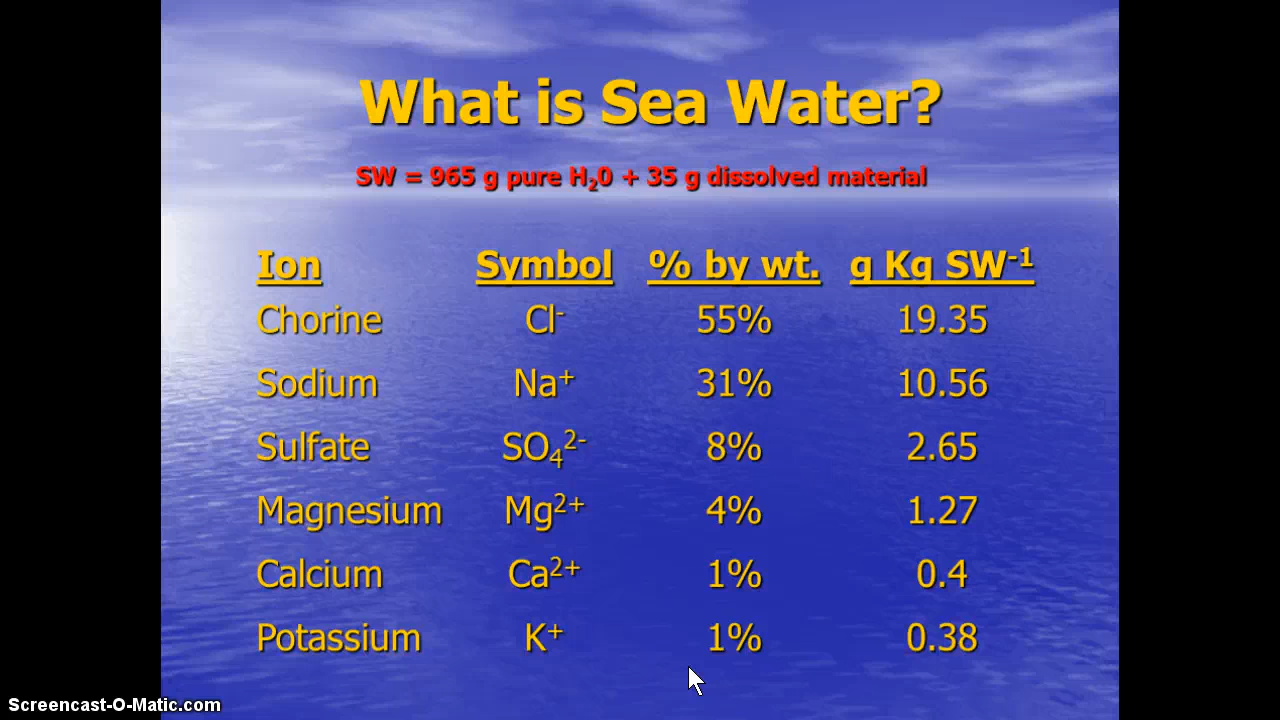 What is Sea Water?
SW = 965 g pure H₂0 + 35 g dissolved material
Ion Symbol % by wt. g Kg SW⁻¹
Chorine Cl⁻ 55% 19.35
Sodium Na⁺ 31% 10.56
Sulfate SO₄²⁻ 8% 2.65
Magnesium Mg²⁺ 4% 1.27
Calcium Ca²⁺ 1% 0.4
Potassium K⁺ 1% 0.38
Screencast-O-Matic.com